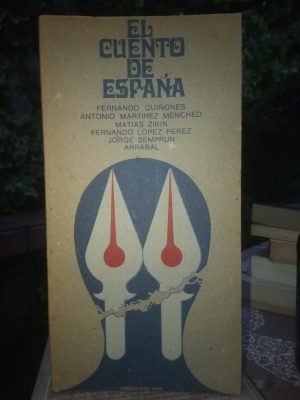 EL
CUENTO
DE
ESPAÑA
FERNANDO QUIÑONES
ANTONIO MARTINEZ MENCHED
MATIAS ZIKIN
FERNANDO LOPEZ PEREZ
JORGE SEMPRUN
ARRABAL